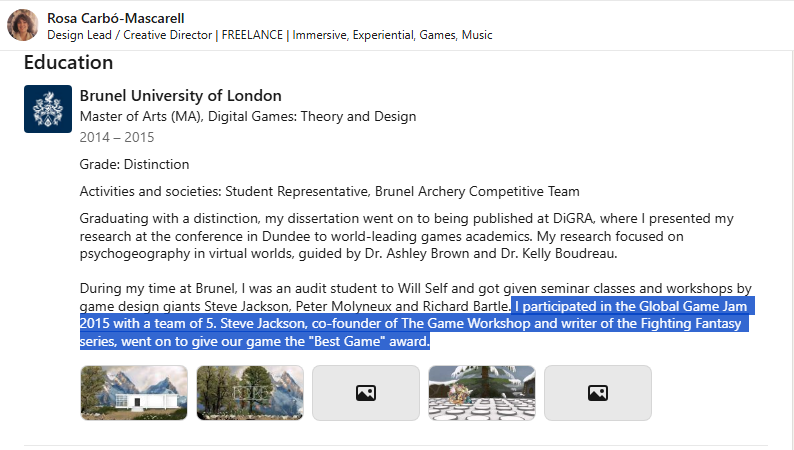 Rosa Carbó-Mascarell
Design Lead / Creative Director | FREELANCE | Immersive, Experiential, Games, Music
Education
Brunel University of London
Master of Arts (MA), Digital Games: Theory and Design
2014 – 2015
Grade: Distinction
Activities and societies: Student Representative, Brunel Archery Competitive Team
Graduating with a distinction, my dissertation went on to being published at DiGRA, where I presented my
research at the conference in Dundee to world-leading games academics. My research focused on
psychogeography in virtual worlds, guided by Dr. Ashley Brown and Dr. Kelly Boudreau.
During my time at Brunel, I was an audit student to Will Self and got given seminar classes and workshops by
game design giants Steve Jackson, Peter Molyneux and Richard Bartle. I participated in the Global Game Jam
2015 with a team of 5. Steve Jackson, co-founder of The Game Workshop and writer of the Fighting Fantasy
series, went on to give our game the "Best Game" award.